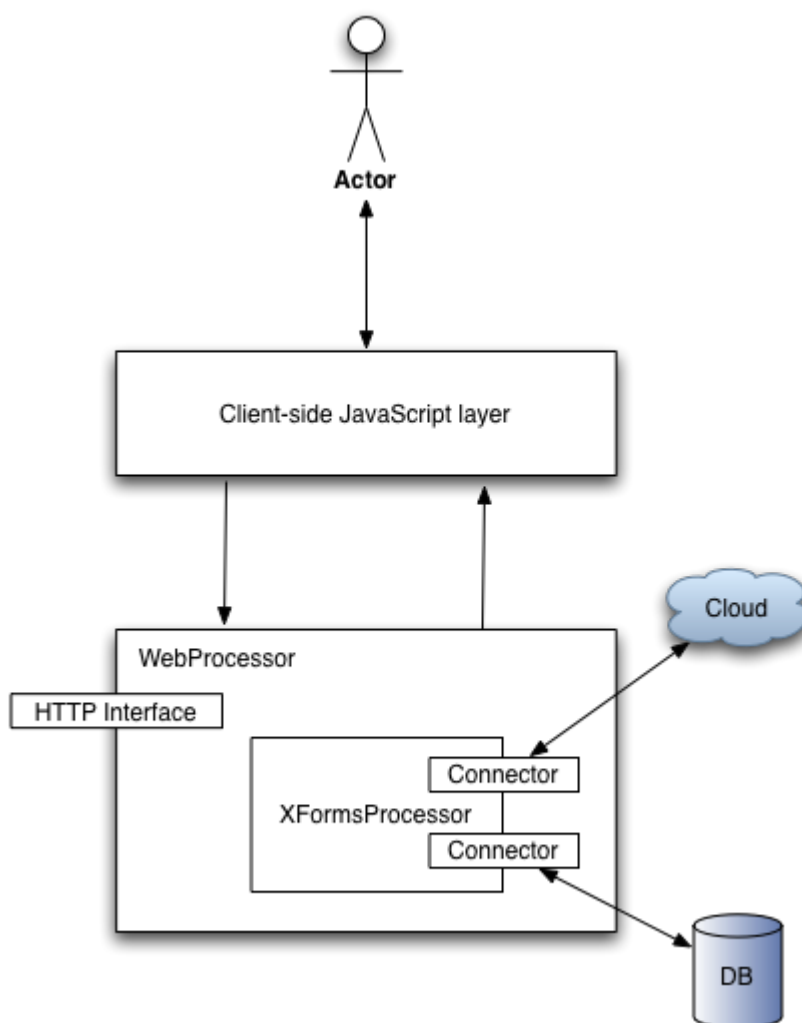 Actor
Client-side JavaScript layer
Cloud
WebProcessor
HTTP Interface
Connector
XFormsProcessor
Connector
DB